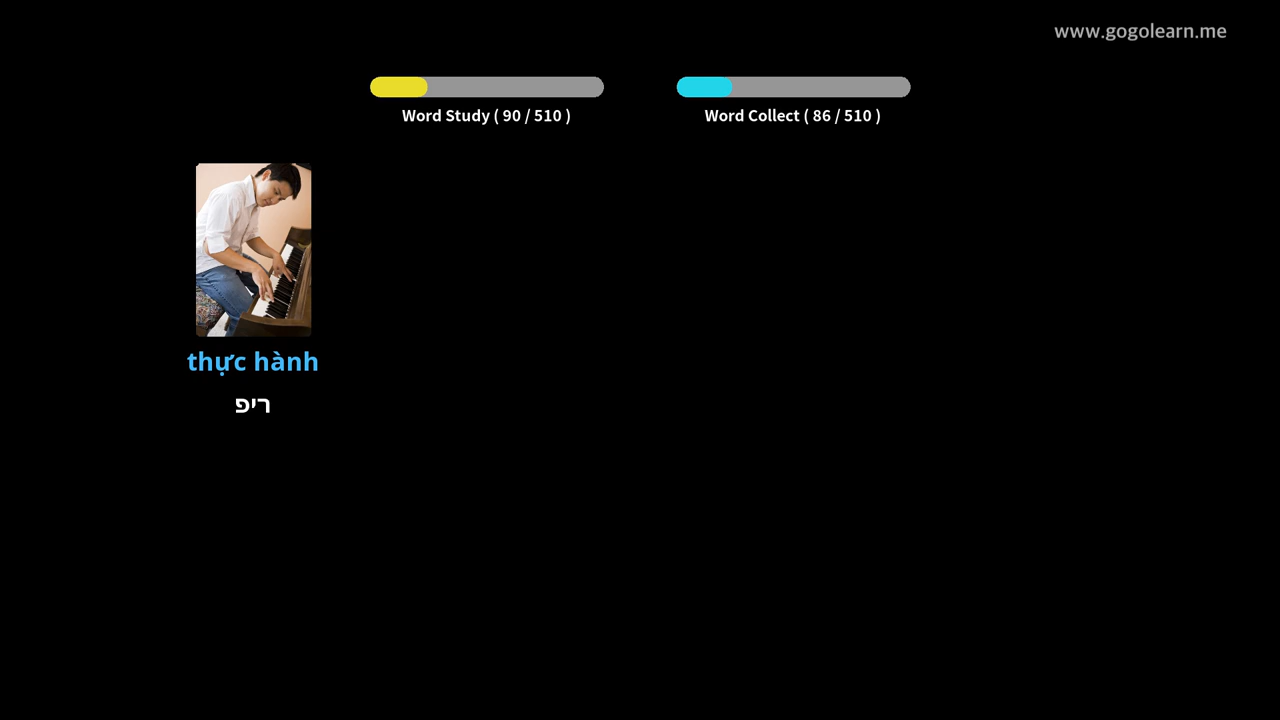 www.gogolearn.me
Word Study ( 90 / 510 )
Word Collect ( 86 / 510 )
thực hành
ריפ